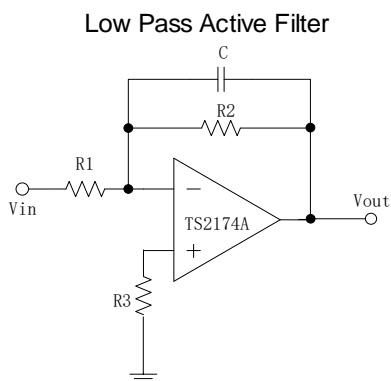 Low Pass Active Filter
C
R2
R1
Vin
TS2174A
Vout
R3